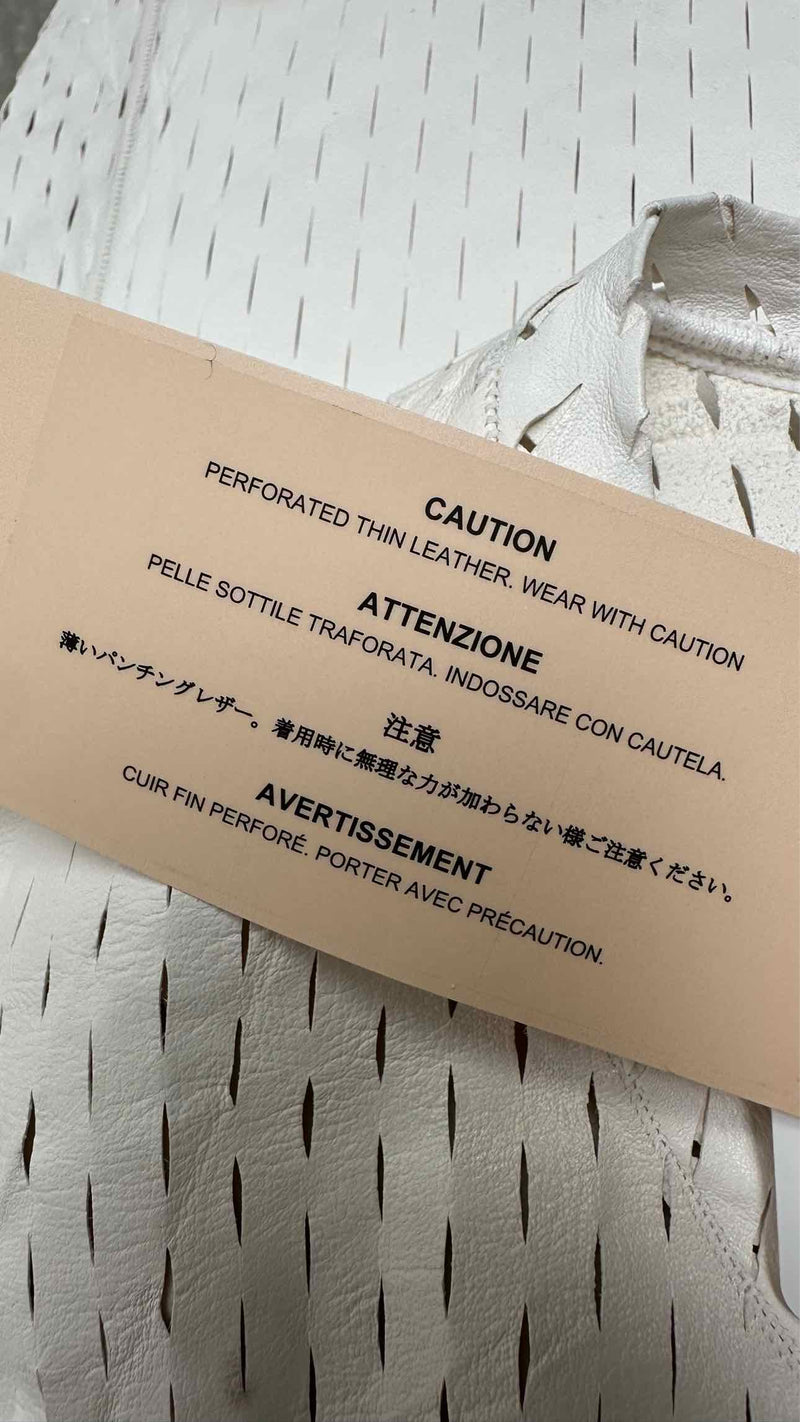 CAUTION
PERFORATED THIN LEATHER. WEAR WITH CAUTION
ATTENZIONE
PELLE SOTTILE TRAFORATA. INDOSSARE CON CAUTELA.
注意
薄いパンチングレザー。着用時に無理な力が加わらない様ご注意ください。
AVERTISSEMENT
CUIR FIN PERFORÉ. PORTER AVEC PRÉCAUTION.